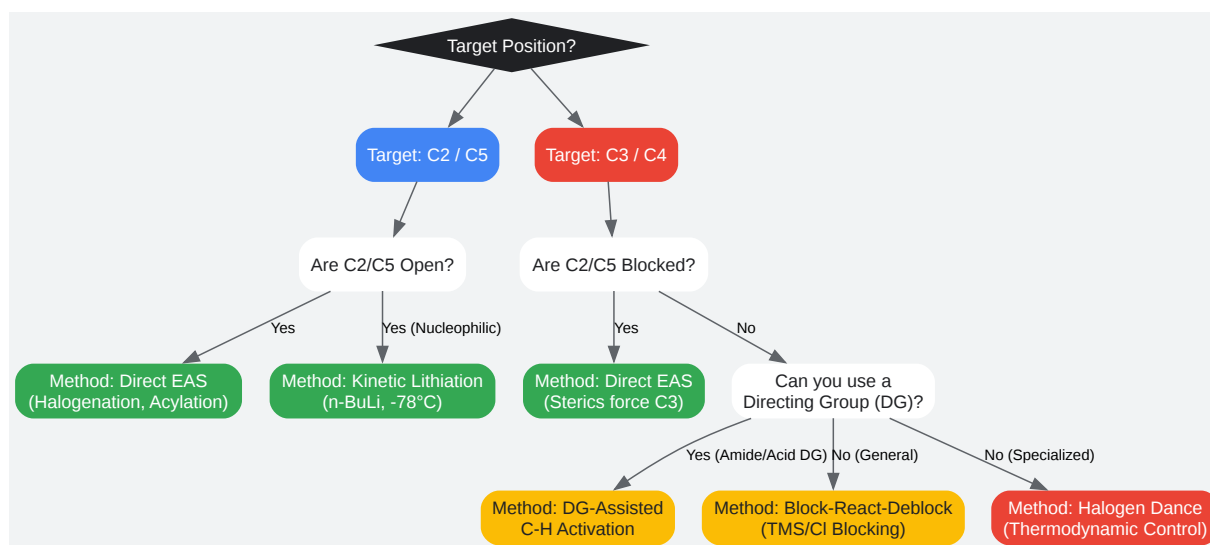 Target Position?
Target: C2 / C5
Target: C3 / C4
Are C2/C5 Open?
Are C2/C5 Blocked?
Yes
Yes (Nucleophilic)
Yes
No
Method: Direct EAS
(Halogenation, Acylation)
Method: Kinetic Lithiation
(n-BuLi, -78°C)
Method: Direct EAS
(Sterics force C3)
Can you use a
Directing Group (DG)?
Yes (Amide/Acid DG)
No (General)
No (Specialized)
Method: DG-Assisted
C-H Activation
Method: Block-React-Deblock
(TMS/Cl Blocking)
Method: Halogen Dance
(Thermodynamic Control)